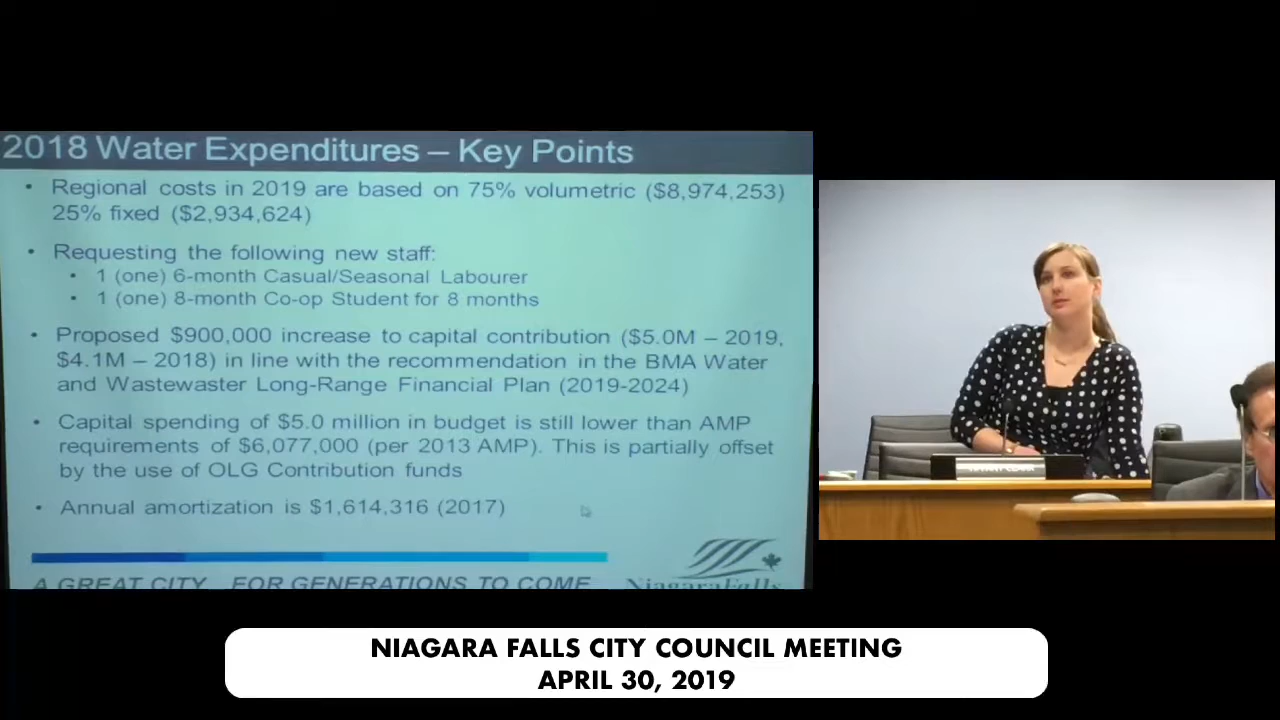 2018 Water Expenditures – Key Points
• Regional costs in 2019 are based on 75% volumetric ($8,974,253)
25% fixed ($2,934,624)
• Requesting the following new staff:
• 1 (one) 6-month Casual/Seasonal Labourer
• 1 (one) 8-month Co-op Student for 8 months
• Proposed $900,000 increase to capital contribution ($5.0M – 2019,
$4.1M – 2018) in line with the recommendation in the BMA Water
and Wastewaster Long-Range Financial Plan (2019-2024)
• Capital spending of $5.0 million in budget is still lower than AMP
requirements of $6,077,000 (per 2013 AMP). This is partially offset
by the use of OLG Contribution funds
• Annual amortization is $1,614,316 (2017)
A GREAT CITY...FOR GENERATIONS TO COME
NiagaraFalls
NIAGARA FALLS CITY COUNCIL MEETING
APRIL 30, 2019